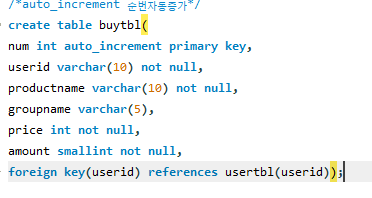 /*auto_increment 순번자동증가*/
create table buytbl(
num int auto_increment primary key,
userid varchar(10) not null,
productname varchar(10) not null,
groupname varchar(5),
price int not null,
amount smallint not null,
foreign key(userid) references usertbl(userid));